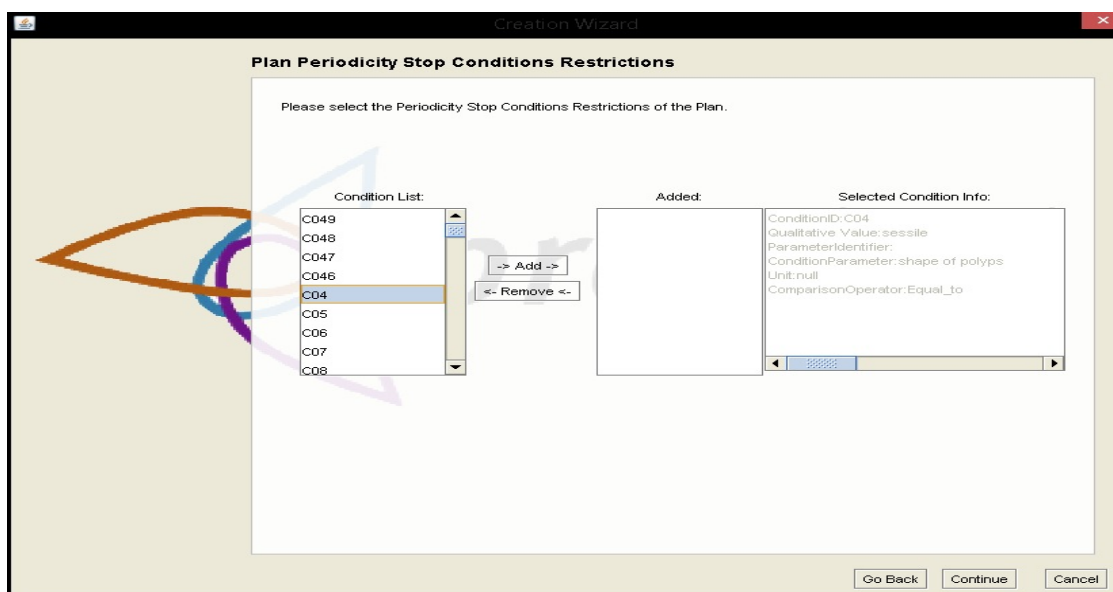 Creation Wizard
Plan Periodicity Stop Conditions Restrictions
Please select the Periodicity Stop Conditions Restrictions of the Plan.
Condition List:
C049
C048
C047
C046
C04
C05
C06
C07
C08
-> Add ->
<- Remove <-
Added:
Selected Condition Info:
ConditionID:C04
Qualitative Value:sessile
ParameterIdentifier:
ConditionParameter:shape of polyps
Unit:null
ComparisonOperator:Equal_to
Go Back
Continue
Cancel